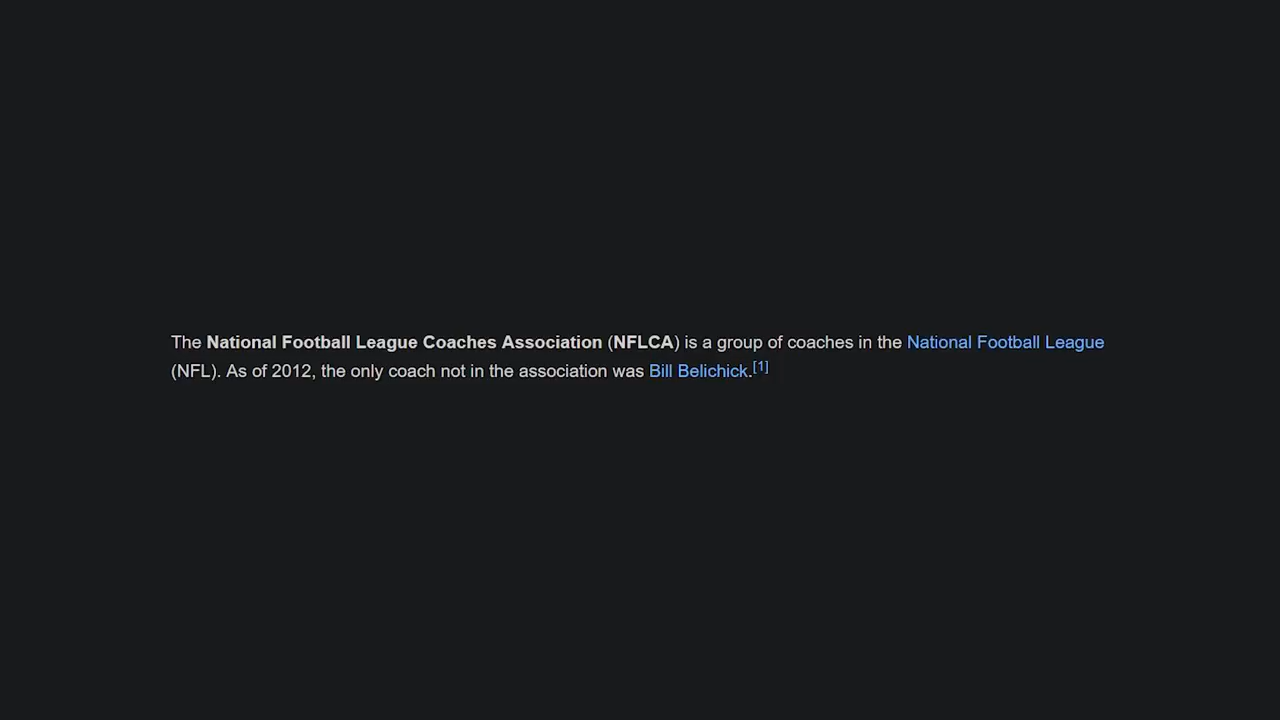 The National Football League Coaches Association (NFLCA) is a group of coaches in the National Football League
(NFL). As of 2012, the only coach not in the association was Bill Belichick.[1]